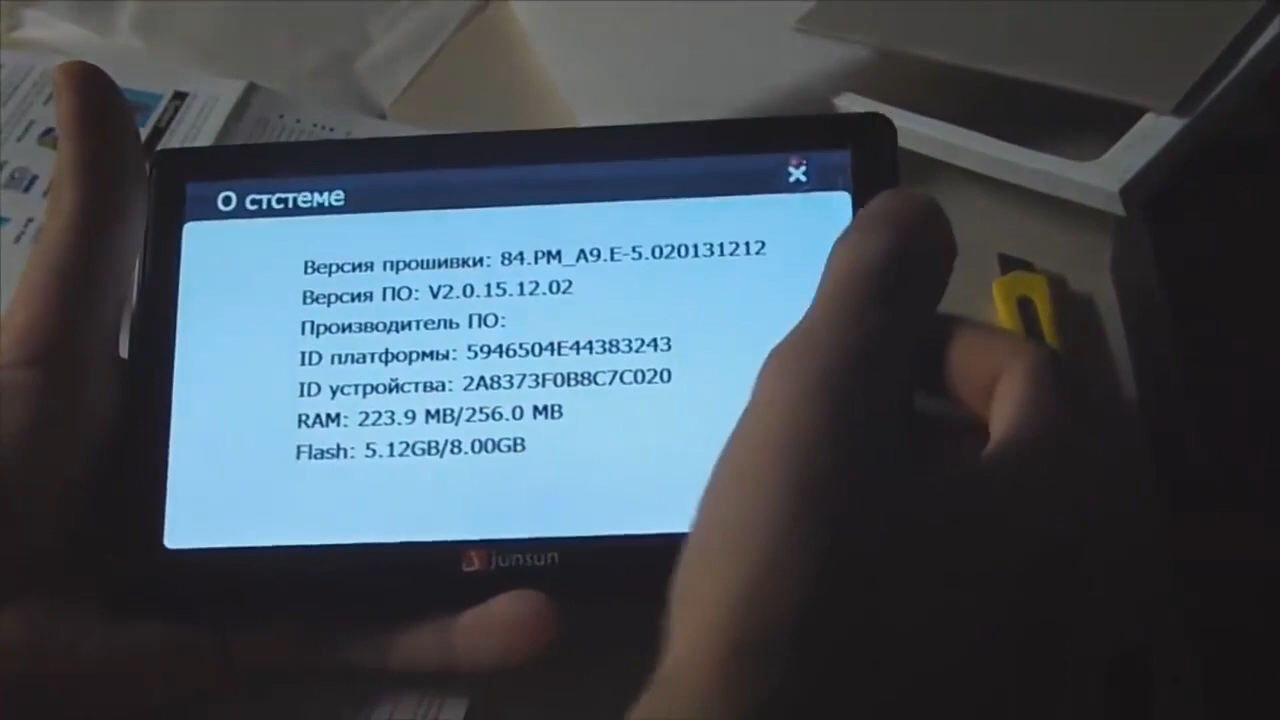 О стстеме
Версия прошивки: 84.PM_A9.E-5.020131212
Версия ПО: V2.0.15.12.02
Производитель ПО:
ID платформы: 5946504E44383243
ID устройства: 2A8373F0B8C7C020
RAM: 223.9 MB/256.0 MB
Flash: 5.12GB/8.00GB
junsun